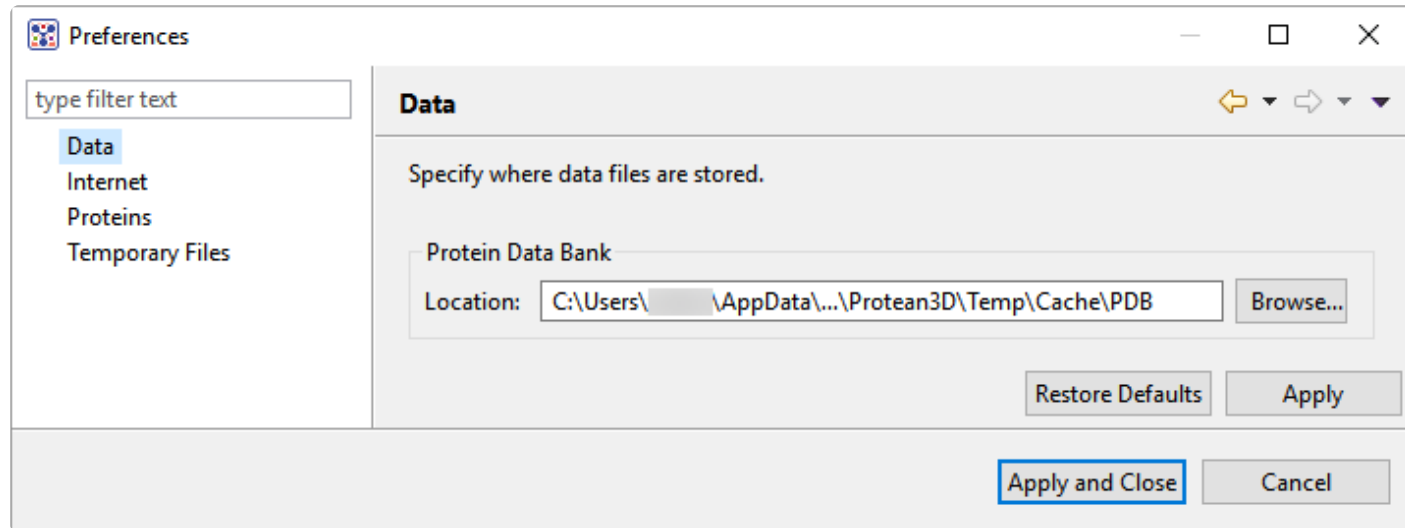 Preferences
type filter text
Data
Internet
Proteins
Temporary Files
Data
Specify where data files are stored.
Protein Data Bank
Location: C:\Users\ \AppData\...\Protean3D\Temp\Cache\PDB Browse...
Restore Defaults Apply
Apply and Close Cancel